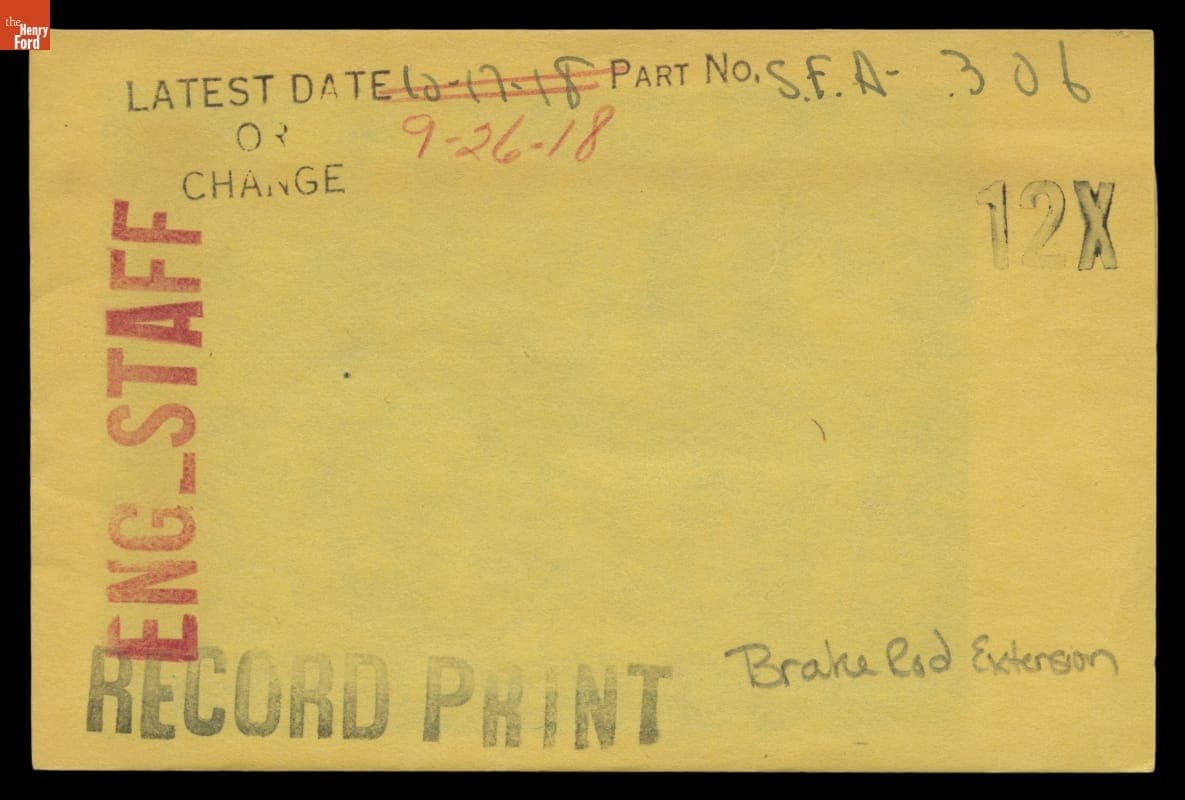 the
Henry
Ford
LATEST DATE 10-17-18 PART NO. S.F.A-306
OR 9-26-18
CHANGE
12X
ENG_STAFF
RECORD PRINT
Brake Rod Extension